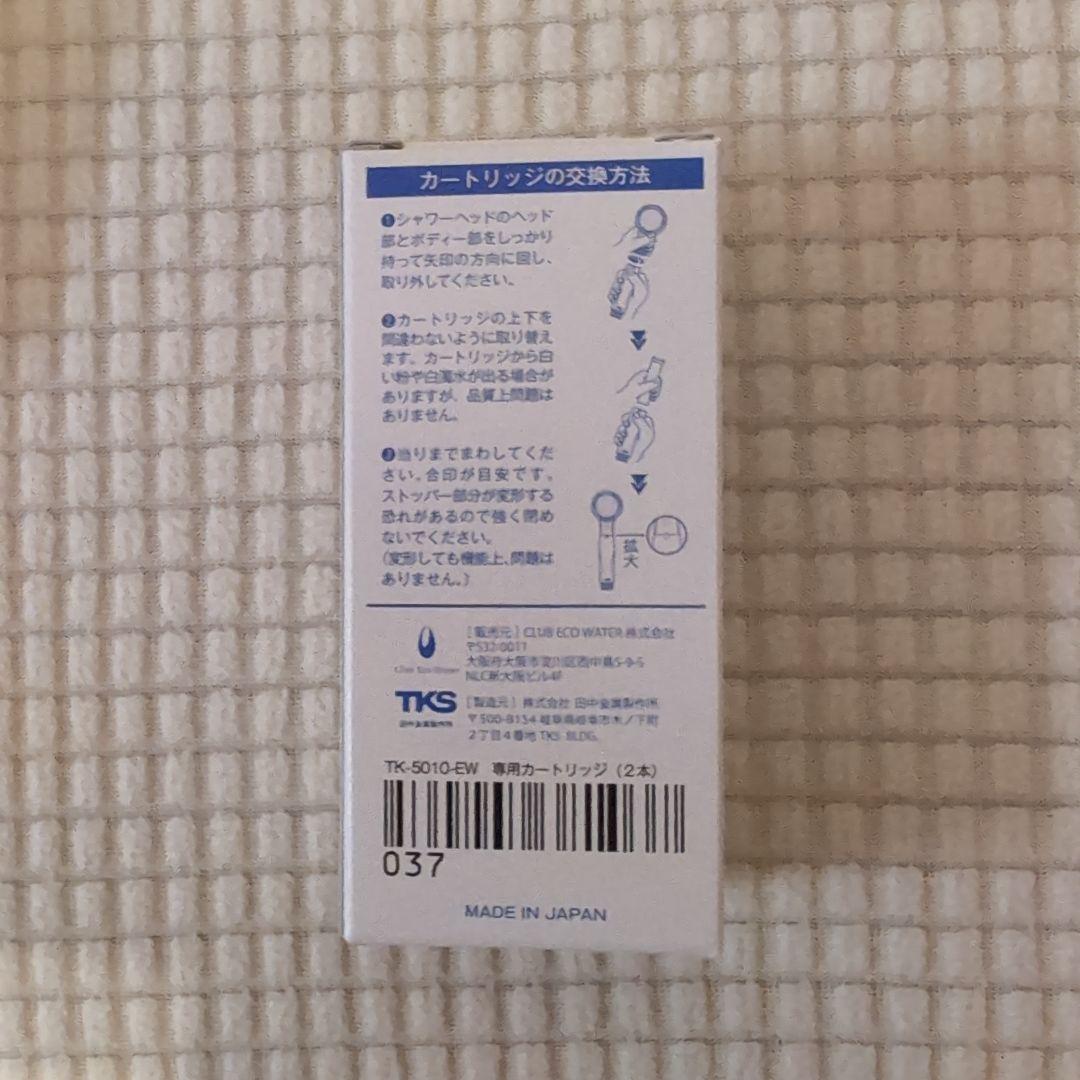 カートリッジの交換方法
❶シャワーヘッドのヘッド
部とボディー部をしっかり
持って矢印の方向に回し、
取り外してください。
❷カートリッジの上下を
間違わないように取り替え
ます。カートリッジから白
い粉や白濁水が出る場合が
ありますが、品質上問題は
ありません。
❸当りまでまわしてくだ
さい。合印が目安です。
ストッパー部分が変形する
恐れがあるので強く閉め
ないでください。
(変形しても機能上、問題は
ありません。)
拡大
[販売元] CLUB ECO WATER 株式会社
〒532-0011
大阪府大阪市淀川区西中島5-9-5
NLC新大阪ビル4F
Club Eco Water
TKS
田中金属製作所
[製造元] 株式会社 田中金属製作所
〒500-8134 岐阜県岐阜市木ノ下町
2丁目4番地 TKS BLDG.
TK-5010-EW 専用カートリッジ(2本)
037
MADE IN JAPAN